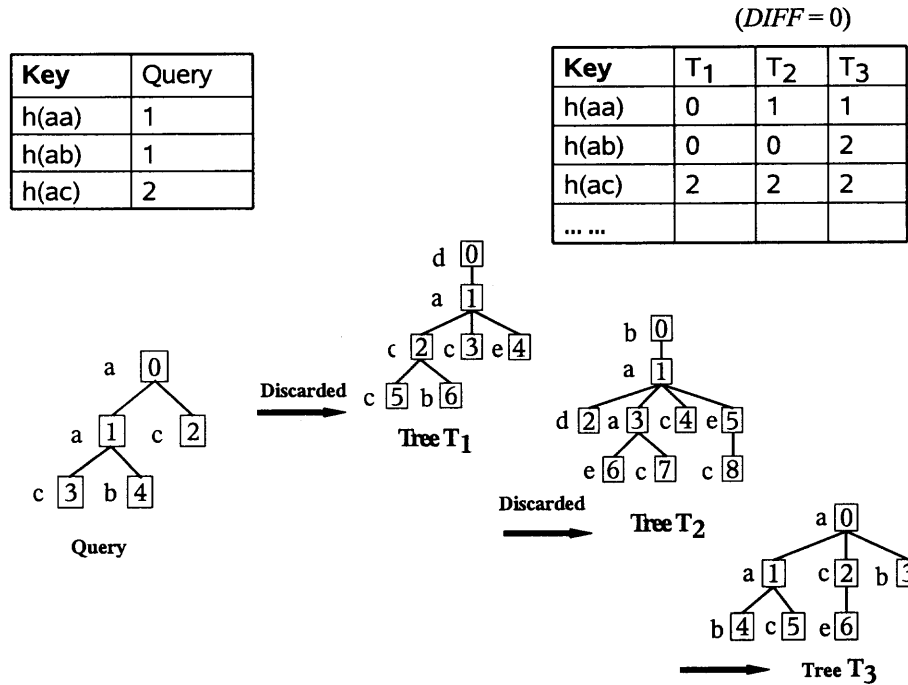 (DIFF = 0)
Key Query
h(aa) 1
h(ab) 1
h(ac) 2
Key T1 T2 T3
h(aa) 0 1 1
h(ab) 0 0 2
h(ac) 2 2 2
... ...
d 0
a 1
c 2 c 3 e 4
c 5 b 6
Tree T1
a 0
a 1 c 2
c 3 b 4
Query
Discarded
b 0
a 1
d 2 a 3 c 4 e 5
e 6 c 7 c 8
Tree T2
Discarded
a 0
a 1 c 2 b 3
b 4 c 5 e 6
Tree T3